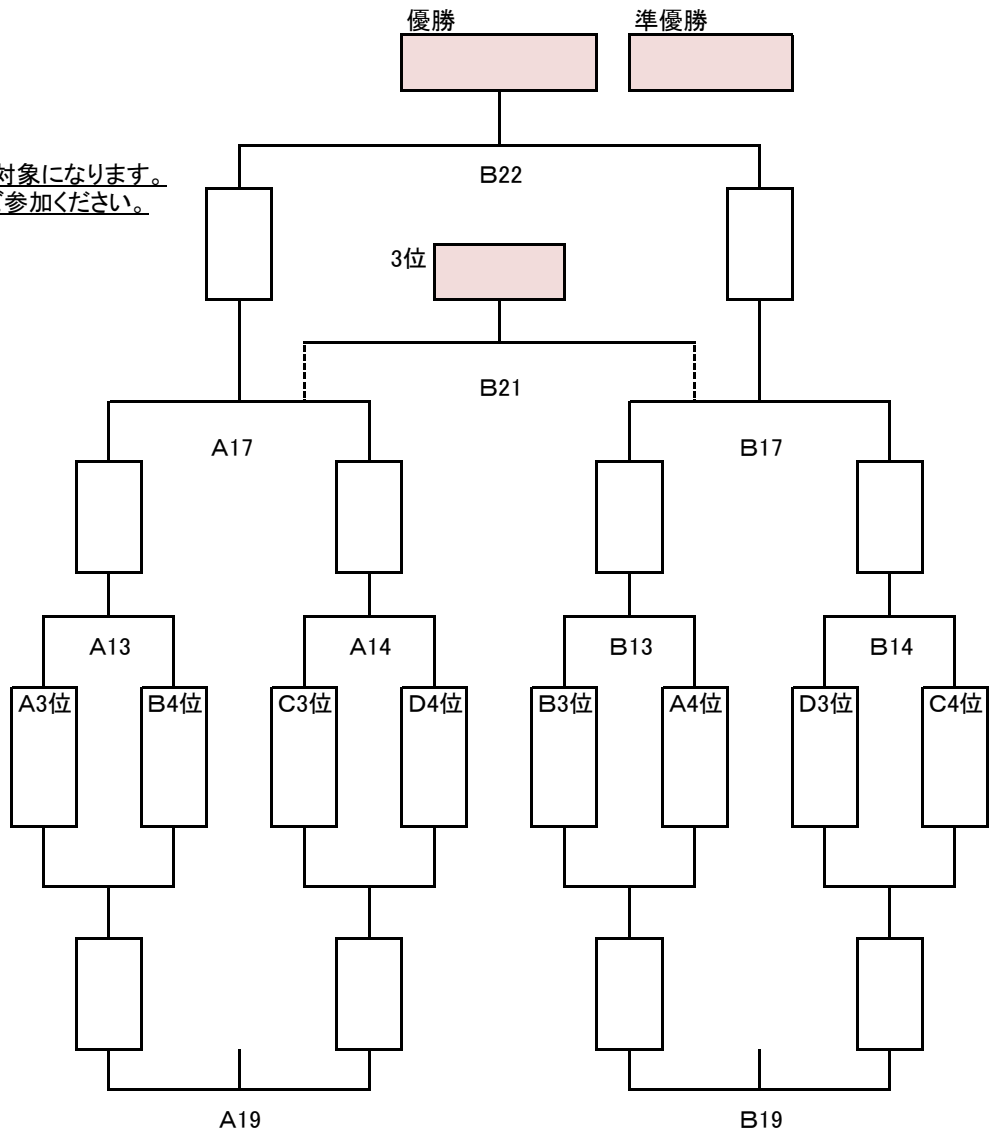 優勝
準優勝
対象になります。
ご参加ください。
B22
3位
B21
A17
B17
A13
A14
B13
B14
A3位
B4位
C3位
D4位
B3位
A4位
D3位
C4位
A19
B19